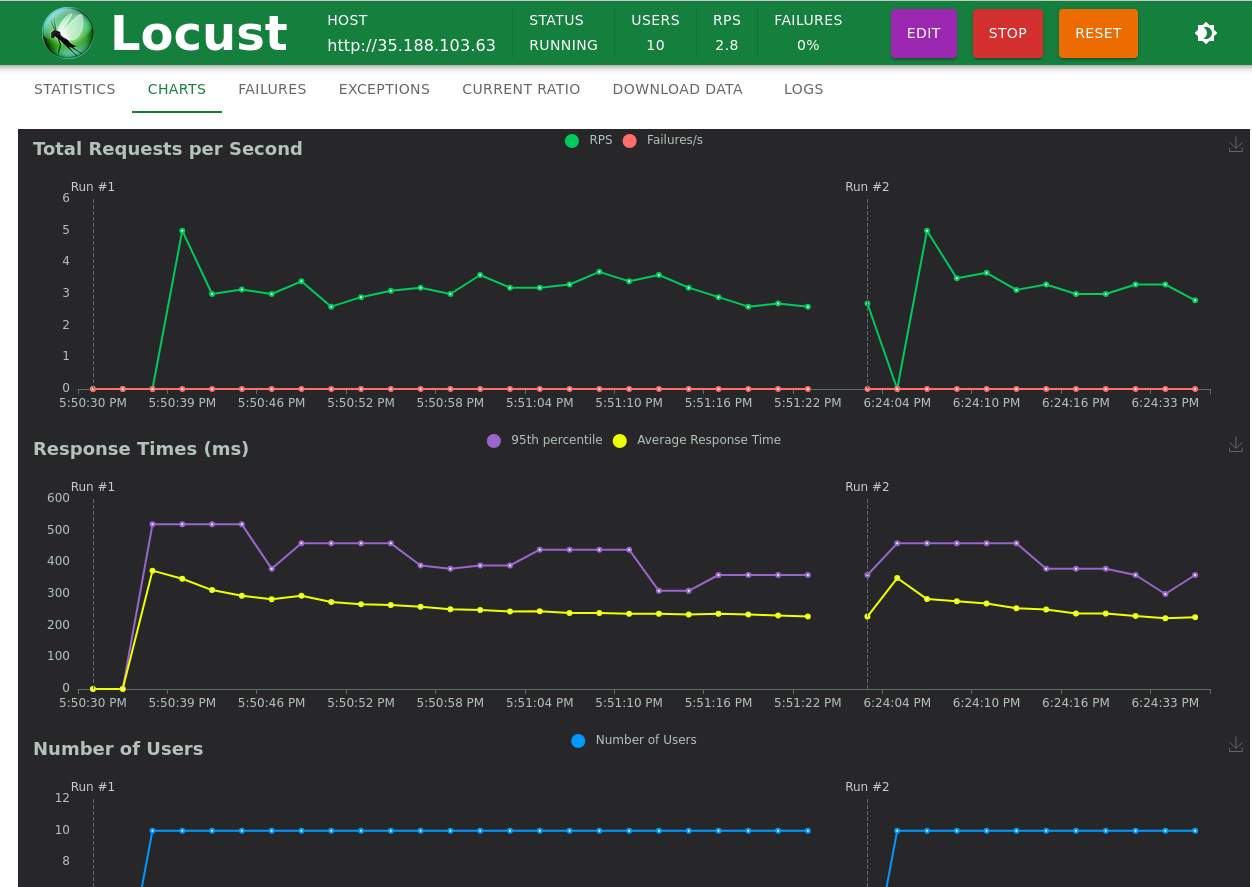 Locust
HOST
http://35.188.103.63
STATUS
RUNNING
USERS
10
RPS
2.8
FAILURES
0%
EDIT
STOP
RESET
STATISTICS CHARTS FAILURES EXCEPTIONS CURRENT RATIO DOWNLOAD DATA LOGS
Total Requests per Second
RPS Failures/s
Run #1 Run #2
6
5
4
3
2
1
0
5:50:30 PM 5:50:39 PM 5:50:46 PM 5:50:52 PM 5:50:58 PM 5:51:04 PM 5:51:10 PM 5:51:16 PM 5:51:22 PM 6:24:04 PM 6:24:10 PM 6:24:16 PM 6:24:33 PM
Response Times (ms)
95th percentile Average Response Time
Run #1 Run #2
600
500
400
300
200
100
0
5:50:30 PM 5:50:39 PM 5:50:46 PM 5:50:52 PM 5:50:58 PM 5:51:04 PM 5:51:10 PM 5:51:16 PM 5:51:22 PM 6:24:04 PM 6:24:10 PM 6:24:16 PM 6:24:33 PM
Number of Users
Number of Users
Run #1 Run #2
12
10
8